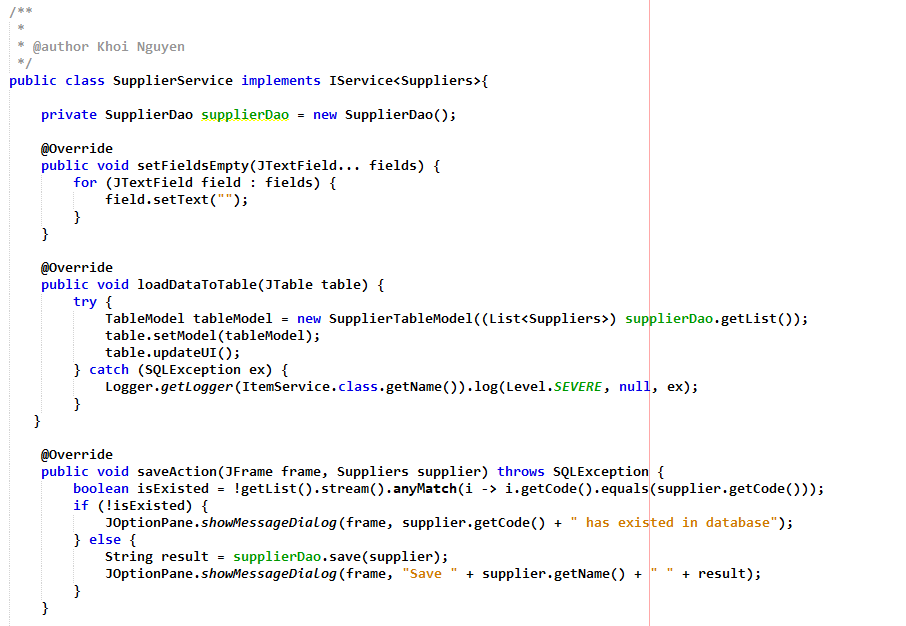 /**
 *
 * @author Khoi Nguyen
 */
public class SupplierService implements IService<Suppliers>{

    private SupplierDao supplierDao = new SupplierDao();

    @Override
    public void setFieldsEmpty(JTextField... fields) {
        for (JTextField field : fields) {
            field.setText("");
        }
    }

    @Override
    public void loadDataToTable(JTable table) {
        try {
            TableModel tableModel = new SupplierTableModel((List<Suppliers>) supplierDao.getList());
            table.setModel(tableModel);
            table.updateUI();
        } catch (SQLException ex) {
            Logger.getLogger(ItemService.class.getName()).log(Level.SEVERE, null, ex);
        }
   }

    @Override
    public void saveAction(JFrame frame, Suppliers supplier) throws SQLException {
        boolean isExisted = !getList().stream().anyMatch(i -> i.getCode().equals(supplier.getCode()));
        if (!isExisted) {
            JOptionPane.showMessageDialog(frame, supplier.getCode() + " has existed in database");
        } else {
            String result = supplierDao.save(supplier);
            JOptionPane.showMessageDialog(frame, "Save " + supplier.getName() + " " + result);
        }
    }